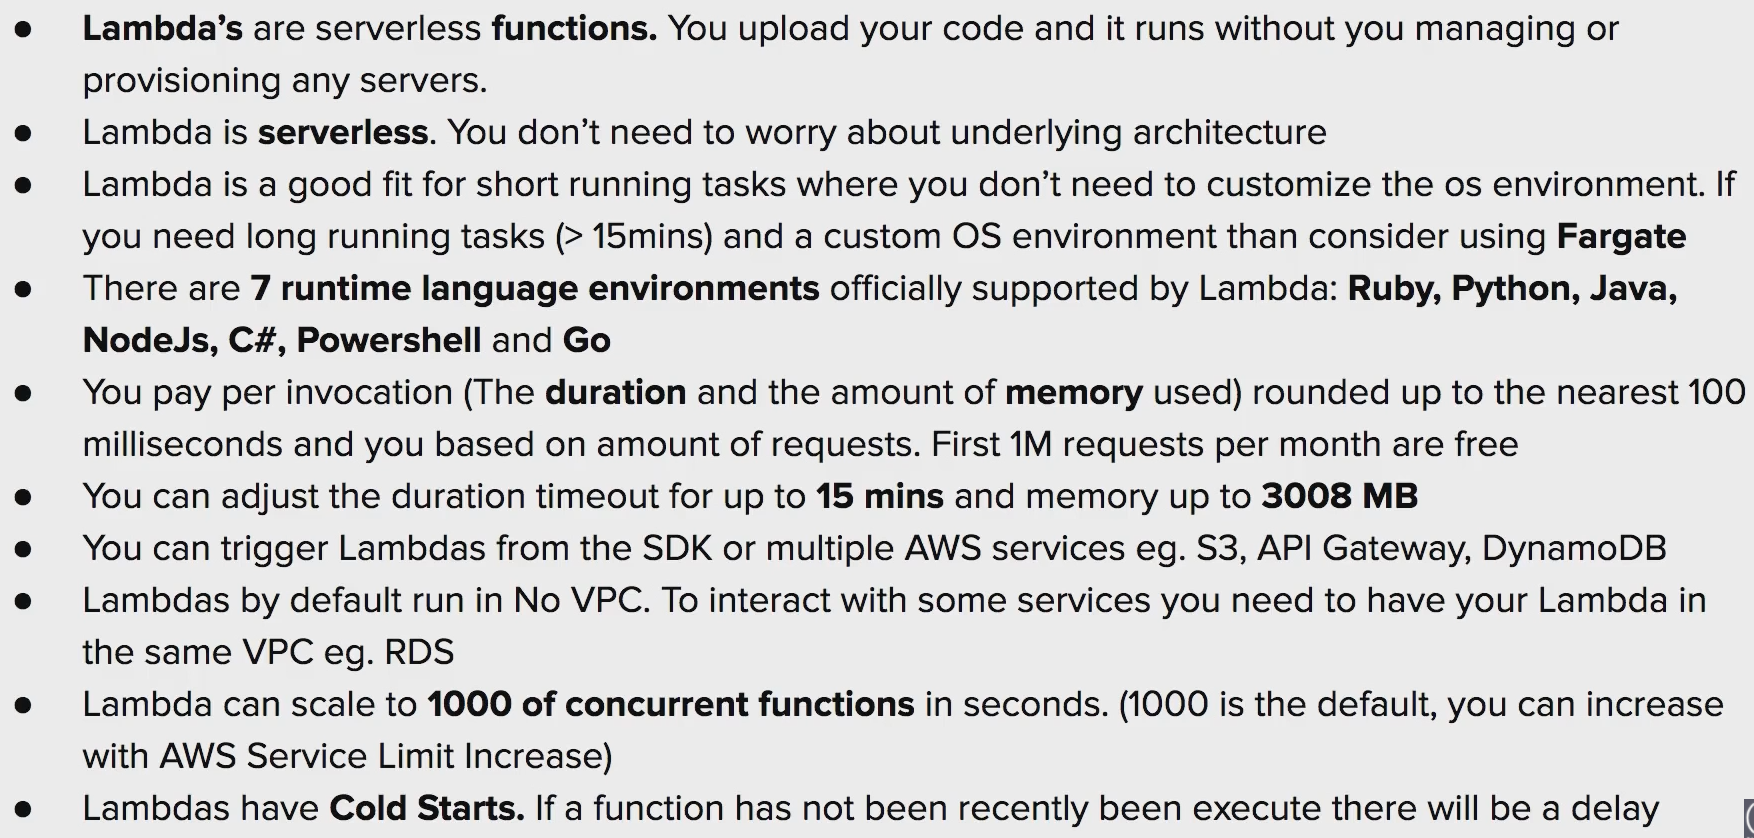 ● Lambda's are serverless functions. You upload your code and it runs without you managing or
provisioning any servers.
● Lambda is serverless. You don't need to worry about underlying architecture
● Lambda is a good fit for short running tasks where you don't need to customize the os environment. If
you need long running tasks (> 15mins) and a custom OS environment than consider using Fargate
● There are 7 runtime language environments officially supported by Lambda: Ruby, Python, Java,
NodeJs, C#, Powershell and Go
● You pay per invocation (The duration and the amount of memory used) rounded up to the nearest 100
milliseconds and you based on amount of requests. First 1M requests per month are free
● You can adjust the duration timeout for up to 15 mins and memory up to 3008 MB
● You can trigger Lambdas from the SDK or multiple AWS services eg. S3, API Gateway, DynamoDB
● Lambdas by default run in No VPC. To interact with some services you need to have your Lambda in
the same VPC eg. RDS
● Lambda can scale to 1000 of concurrent functions in seconds. (1000 is the default, you can increase
with AWS Service Limit Increase)
● Lambdas have Cold Starts. If a function has not been recently been execute there will be a delay